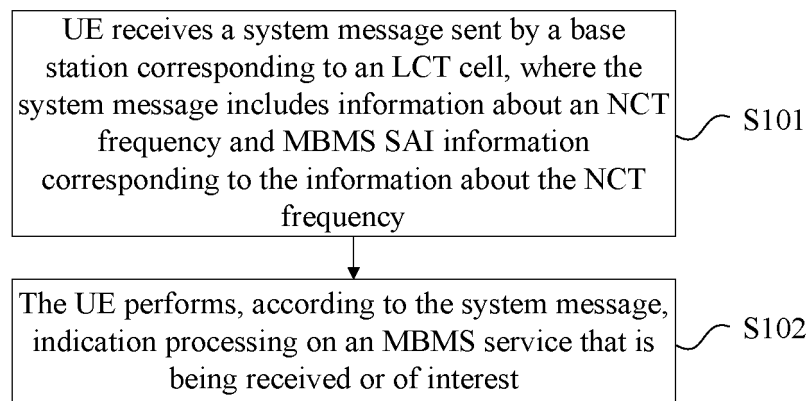 UE receives a system message sent by a base
station corresponding to an LCT cell, where the
system message includes information about an NCT
frequency and MBMS SAI information
corresponding to the information about the NCT
frequency
S101
The UE performs, according to the system message,
indication processing on an MBMS service that is
being received or of interest
S102